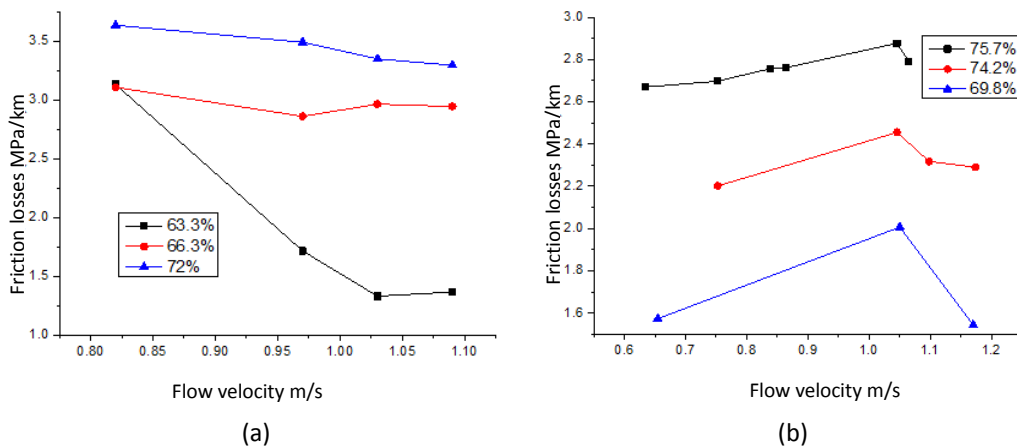 Friction losses MPa/km
3.5
3.0
2.5
2.0
1.5
1.0
63.3%
66.3%
72%
0.80 0.85 0.90 0.95 1.00 1.05 1.10
Flow velocity m/s
(a)
Friction losses MPa/km
3.0
2.8
2.6
2.4
2.2
2.0
1.8
1.6
75.7%
74.2%
69.8%
0.6 0.7 0.8 0.9 1.0 1.1 1.2
Flow velocity m/s
(b)